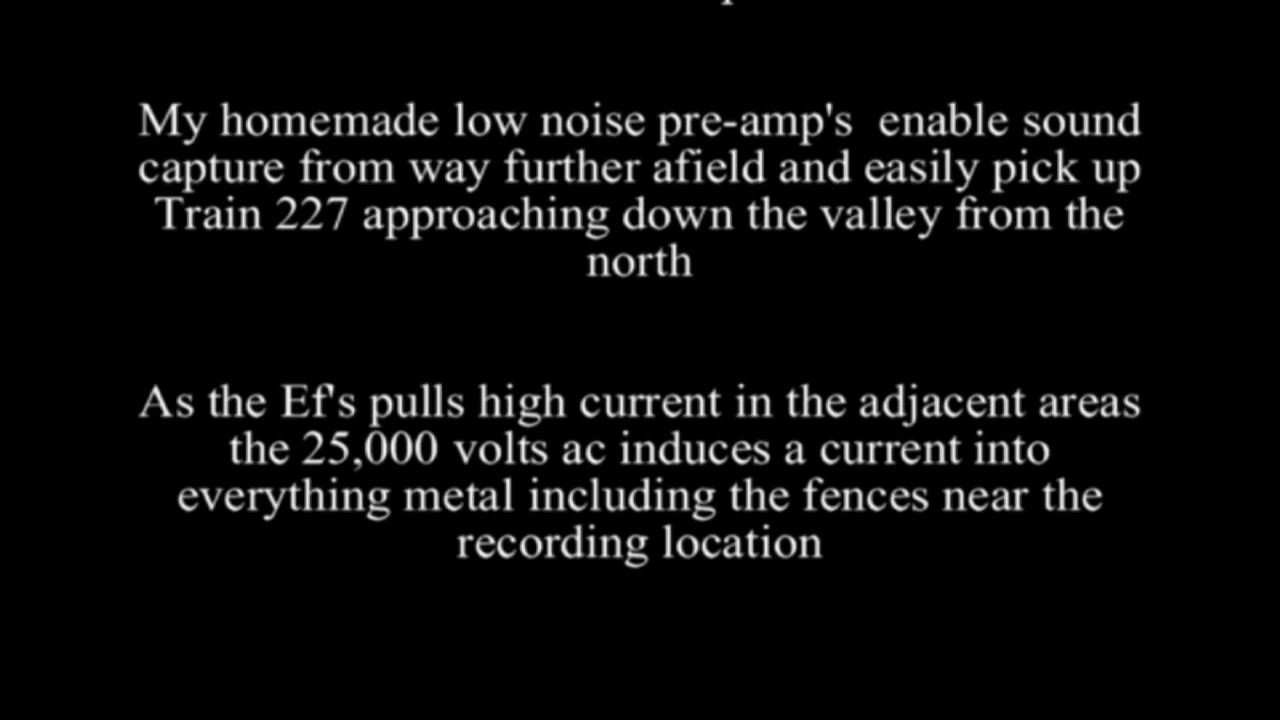 My homemade low noise pre-amp's  enable sound
capture from way further afield and easily pick up
Train 227 approaching down the valley from the
north
As the Ef's pulls high current in the adjacent areas
the 25,000 volts ac induces a current into
everything metal including the fences near the
recording location